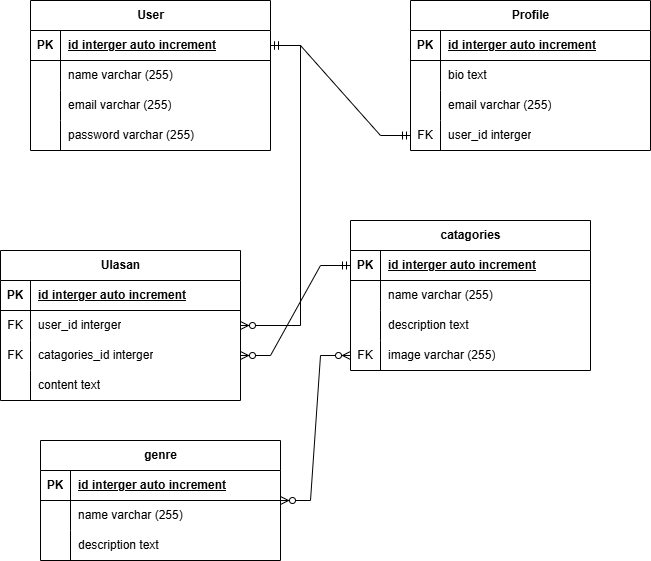 User
PK id interger auto increment
name varchar (255)
email varchar (255)
password varchar (255)
Profile
PK id interger auto increment
bio text
email varchar (255)
FK user_id interger
Ulasan
PK id interger auto increment
FK user_id interger
FK catagories_id interger
content text
catagories
PK id interger auto increment
name varchar (255)
description text
FK image varchar (255)
genre
PK id interger auto increment
name varchar (255)
description text